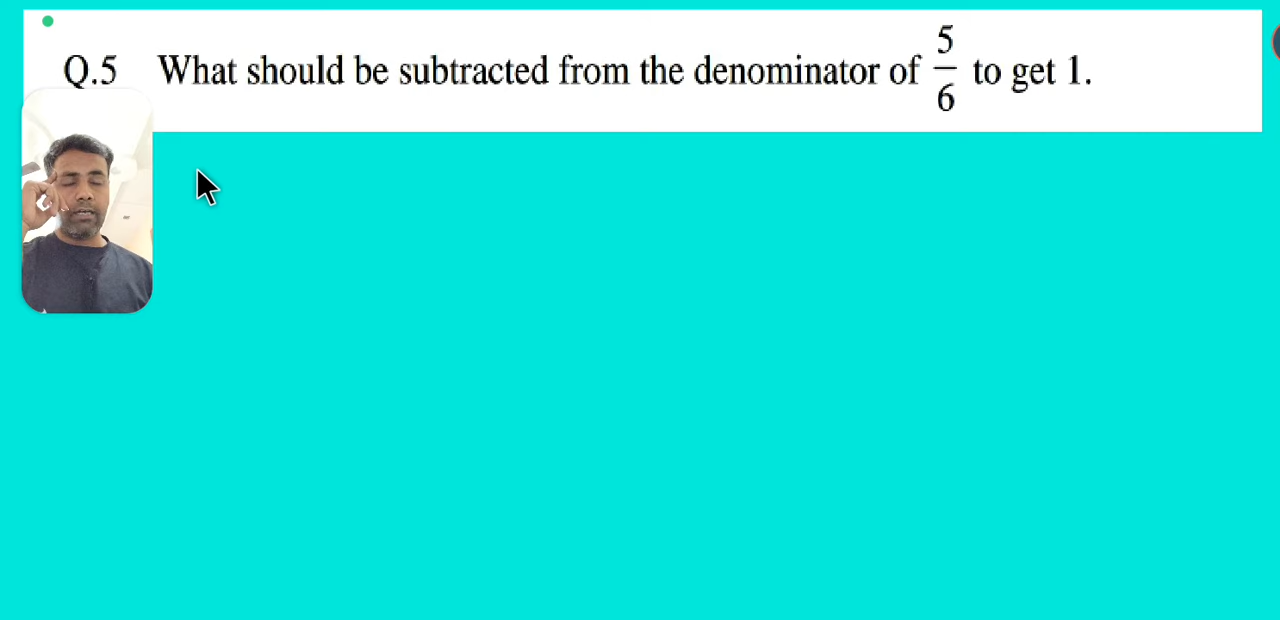 Q.5 What should be subtracted from the denominator of 5/6 to get 1.